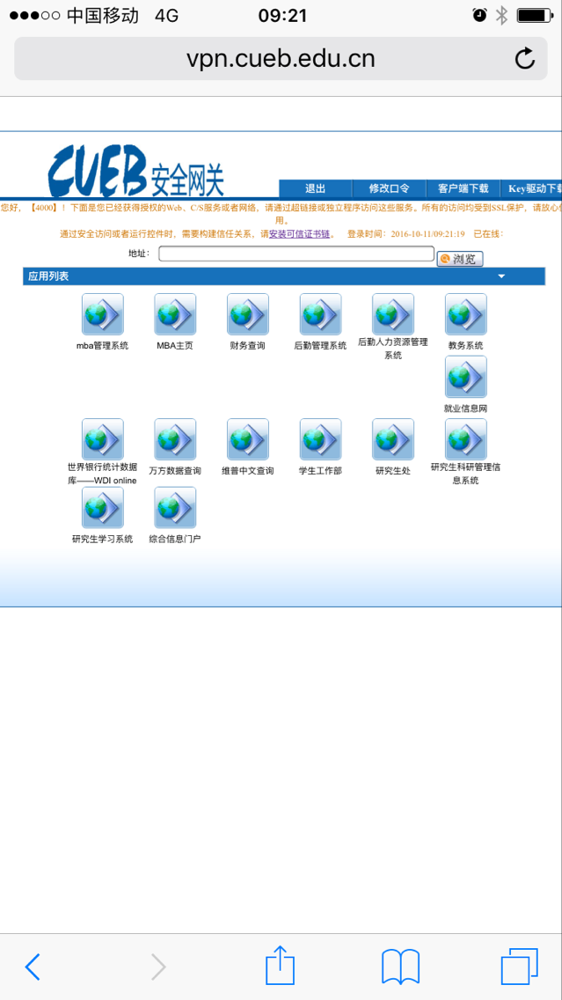 中国移动 4G 09:21
vpn.cueb.edu.cn
CUEB 安全网关
退出 修改口令 客户端下载 Key驱动下载
您好，【4000】！下面是您已经获得授权的Web、C/S服务或者网络，请通过超链接或独立程序访问这些服务。所有的访问均受到SSL保护，请放心使
用。
通过安全访问或者运行控件时，需要构建信任关系，请安装可信证书链。 登录时间：2016-10-11/09:21:19 已在线：
地址： 浏览
应用列表
mba管理系统 MBA主页 财务查询 后勤管理系统 后勤人力资源管理 教务系统
系统
就业信息网
世界银行统计数据 万方数据查询 维普中文查询 学生工作部 研究生处 研究生科研管理信
库——WDI online 息系统
研究生学习系统 综合信息门户